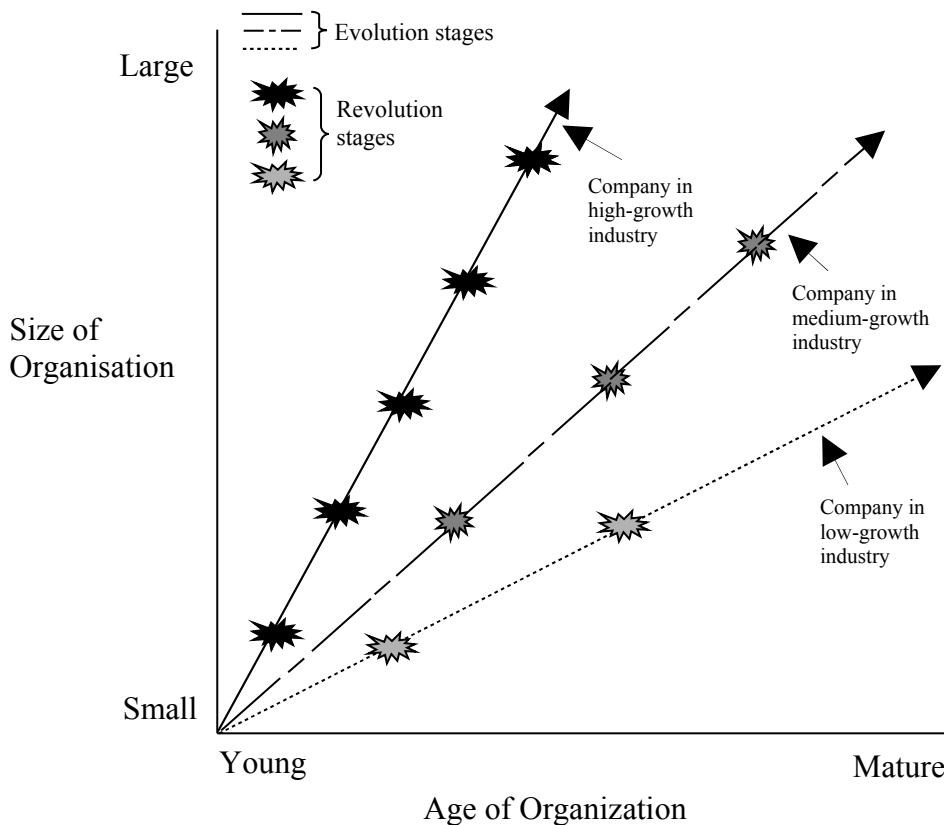 Evolution stages
Large
Revolution
stages
Company in
high-growth
industry
Company in
medium-growth
industry
Size of
Organisation
Company in
low-growth
industry
Small
Young
Mature
Age of Organization